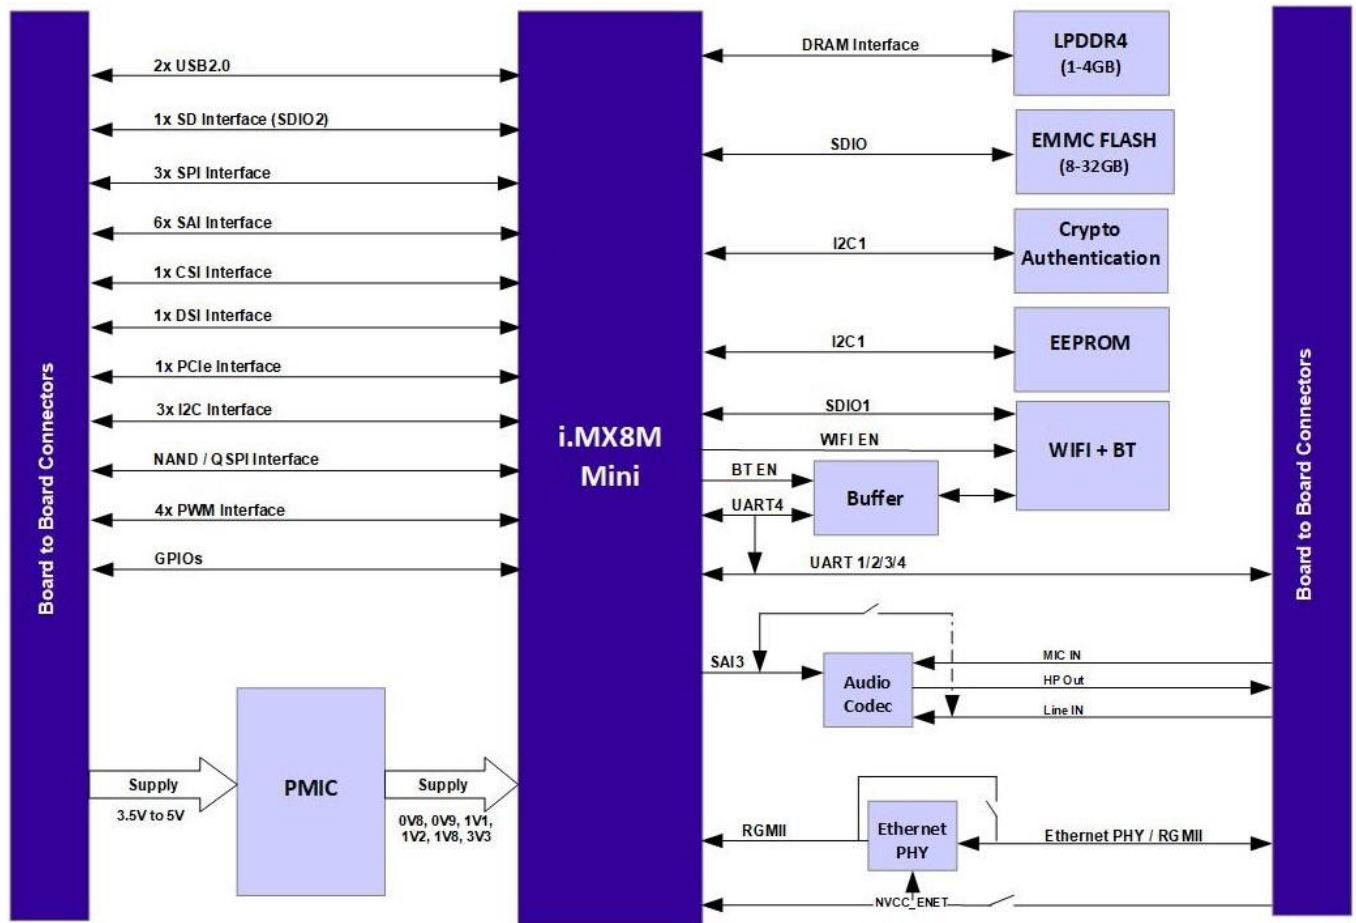 Board to Board Connectors
2x USB2.0
1x SD Interface (SDIO2)
3x SPI Interface
6x SAI Interface
1x CSI Interface
1x DSI Interface
1x PCIe Interface
3x I2C Interface
NAND / QSPI Interface
4x PWM Interface
GPIOs
Supply
3.5V to 5V
PMIC
Supply
0V8, 0V9, 1V1,
1V2, 1V8, 3V3
i.MX8M
Mini
DRAM Interface
LPDDR4
(1-4GB)
SDIO
EMMC FLASH
(8-32GB)
I2C1
Crypto
Authentication
I2C1
EEPROM
SDIO1
WIFI EN
WIFI + BT
BT EN
UART4
Buffer
UART 1/2/3/4
SAI3
Audio
Codec
MIC IN
HP Out
Line IN
RGMII
Ethernet
PHY
Ethernet PHY / RGMII
NVCC_ENET
Board to Board Connectors